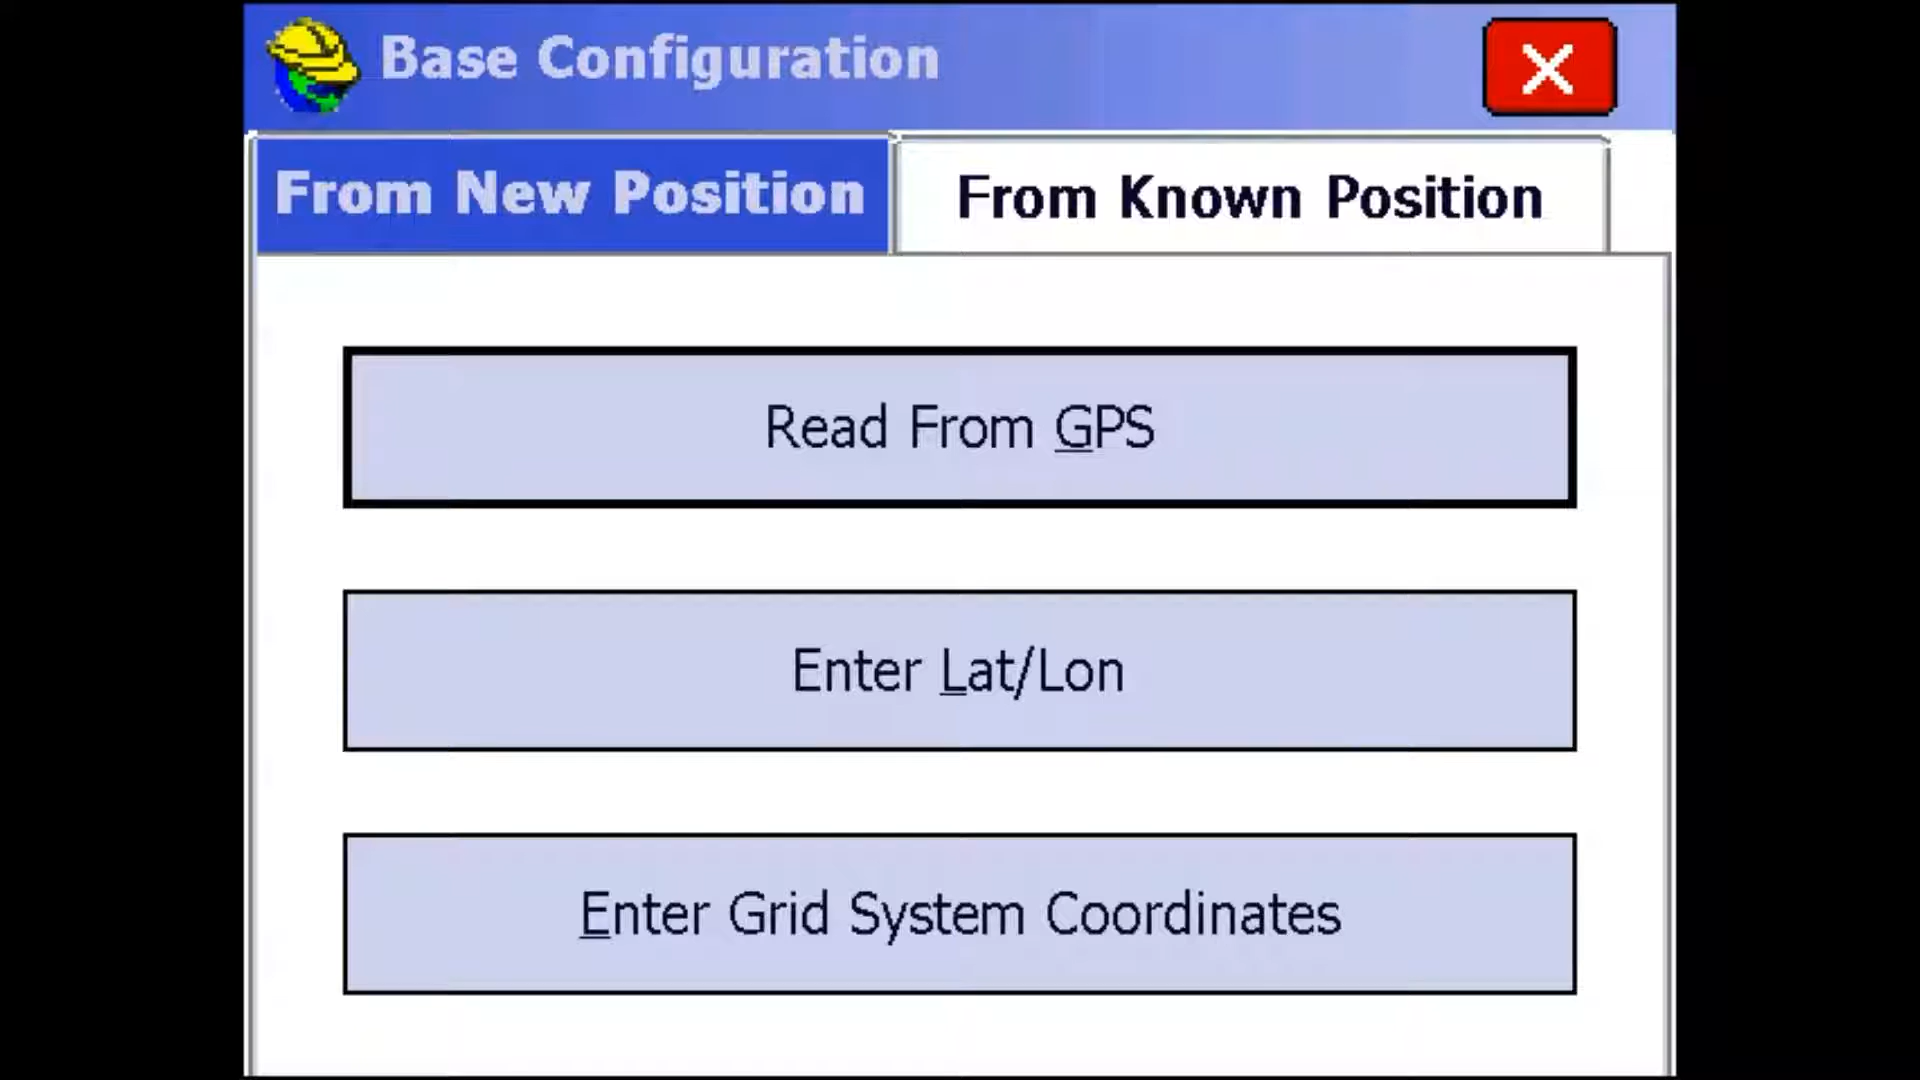 Base Configuration
From New Position
From Known Position
Read From GPS
Enter Lat/Lon
Enter Grid System Coordinates